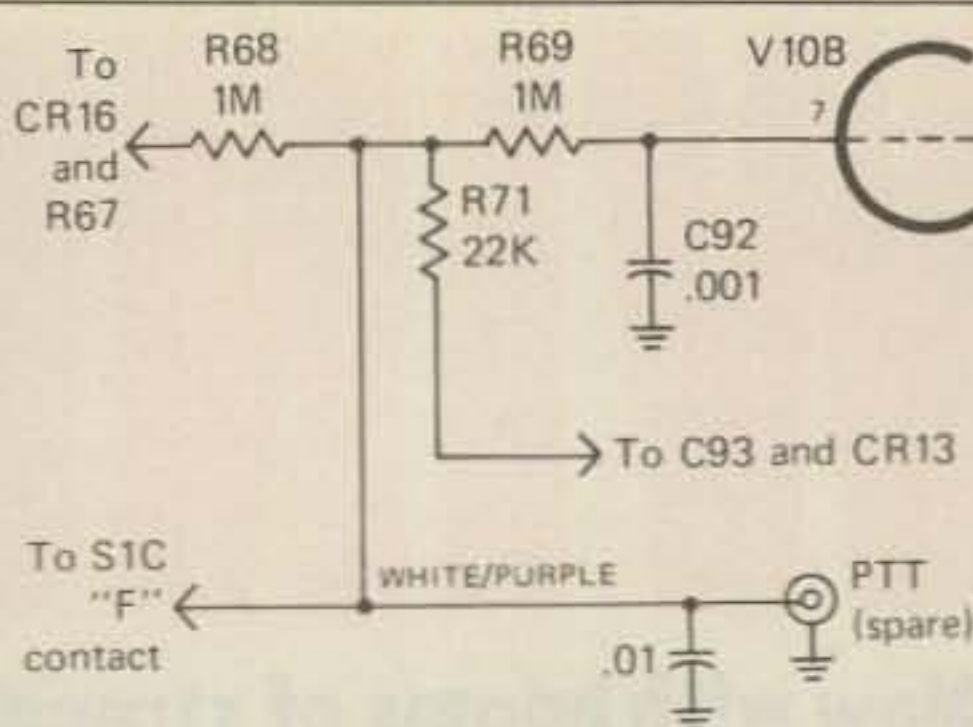 To
CR16
and
R67
R68
1M
R69
1M
V10B
7
R71
22K
C92
.001
To C93 and CR13
To S1C
"F"
contact
WHITE/PURPLE
PTT
(spare)
.01